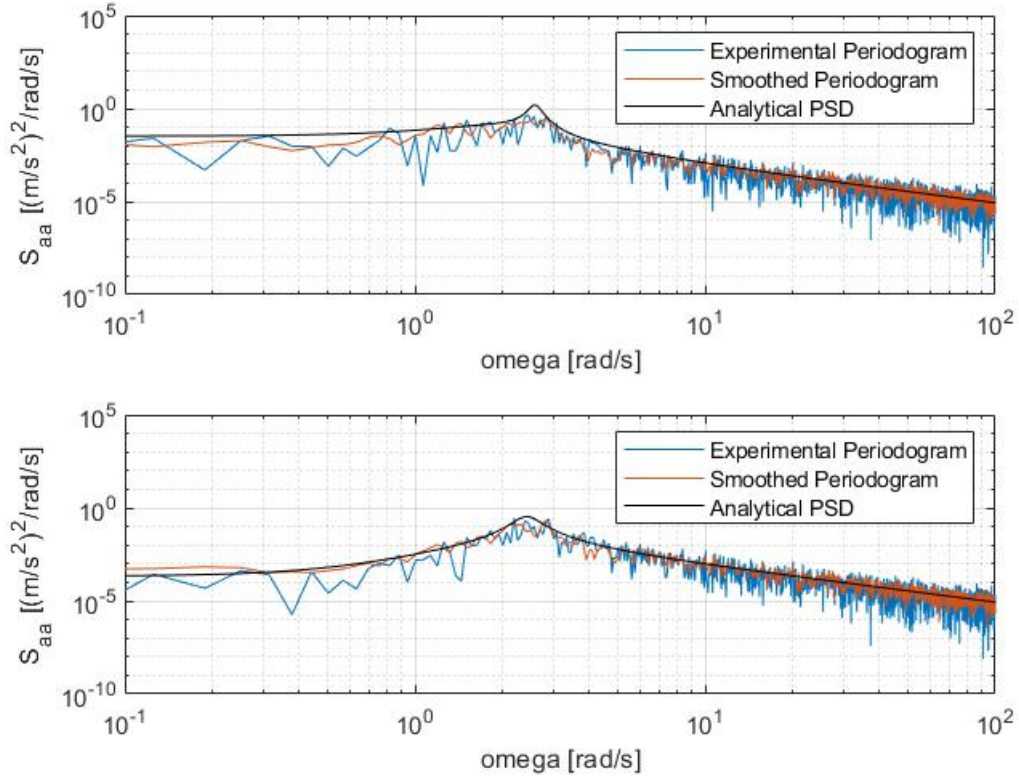 10^5
10^0
10^-5
10^-10
S_aa [(m/s^2)^2/rad/s]
Experimental Periodogram
Smoothed Periodogram
Analytical PSD
10^-1 10^0 10^1 10^2
omega [rad/s]
10^5
10^0
10^-5
10^-10
S_aa [(m/s^2)^2/rad/s]
Experimental Periodogram
Smoothed Periodogram
Analytical PSD
10^-1 10^0 10^1 10^2
omega [rad/s]